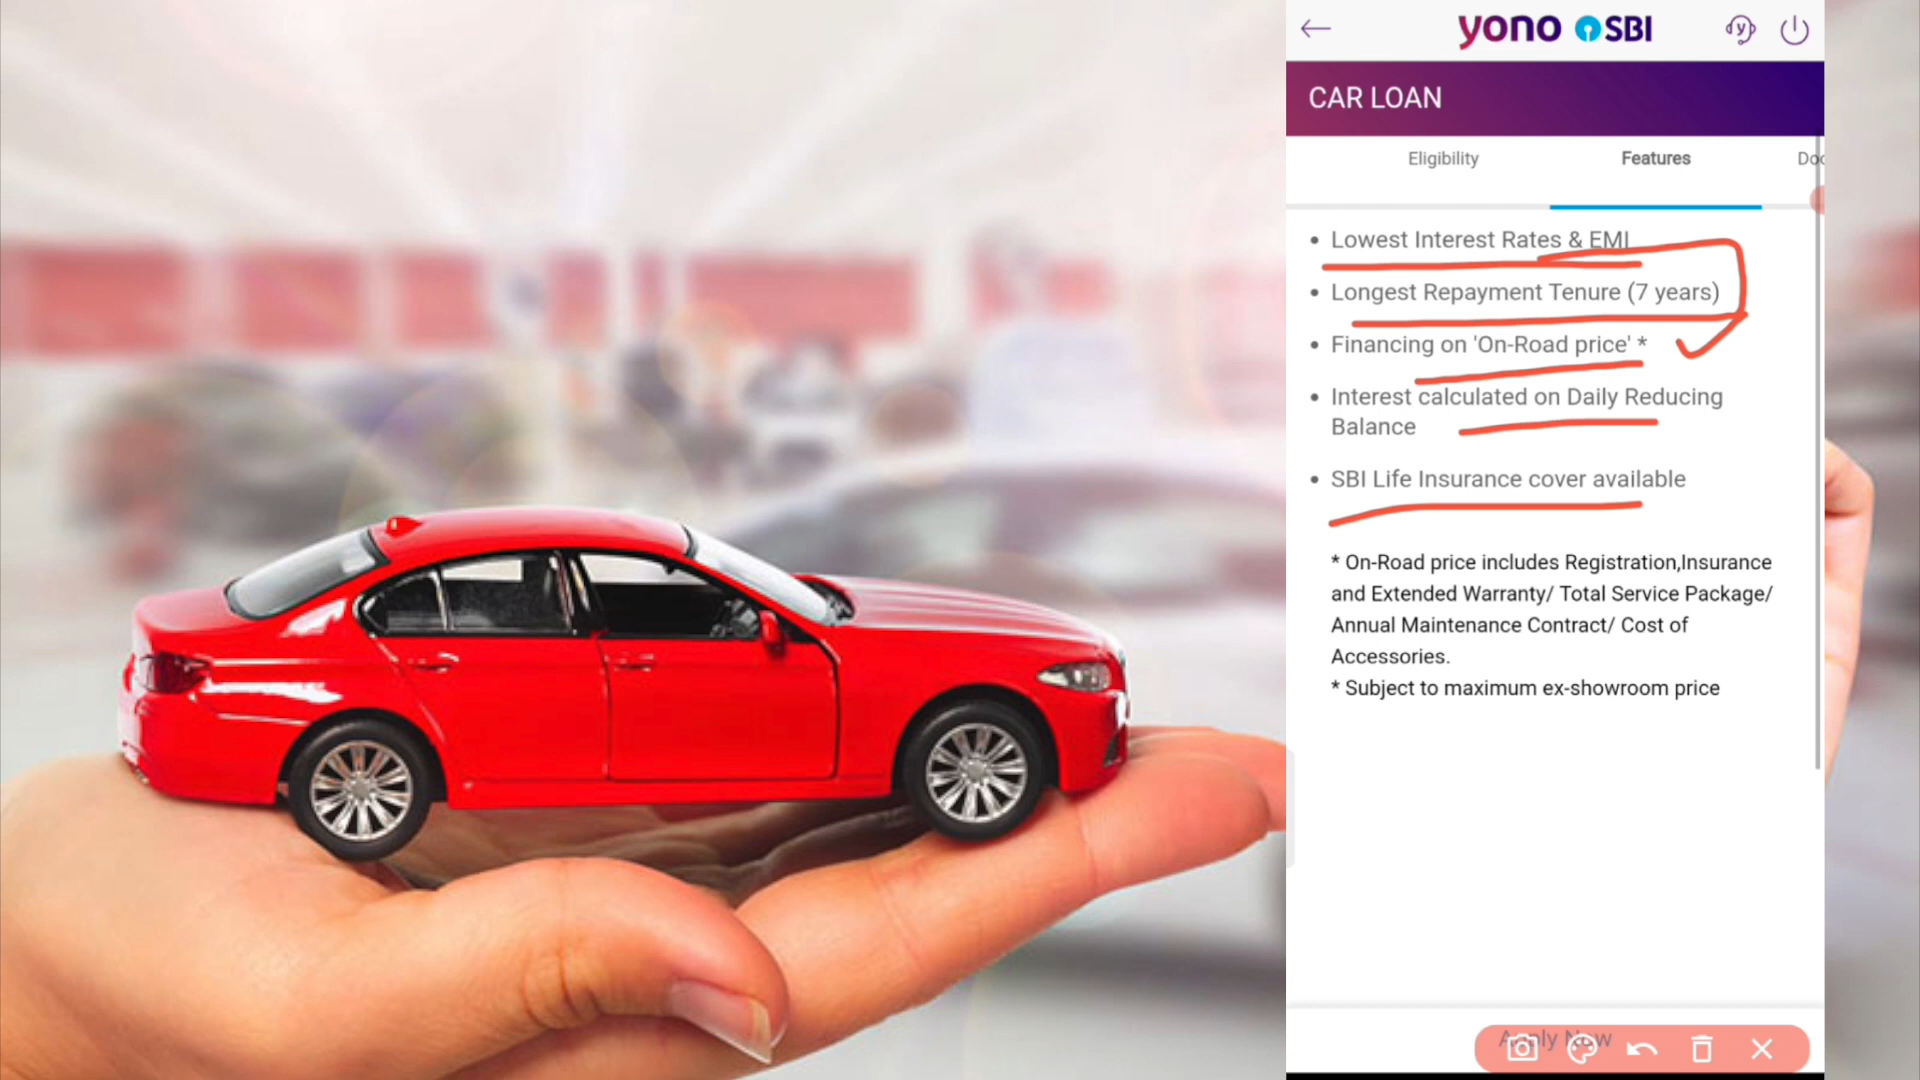 yono SBI
CAR LOAN
Eligibility Features
• Lowest Interest Rates & EMI
• Longest Repayment Tenure (7 years)
• Financing on 'On-Road price' *
• Interest calculated on Daily Reducing
Balance
• SBI Life Insurance cover available
* On-Road price includes Registration,Insurance
and Extended Warranty/ Total Service Package/
Annual Maintenance Contract/ Cost of
Accessories.
* Subject to maximum ex-showroom price
Apply Now